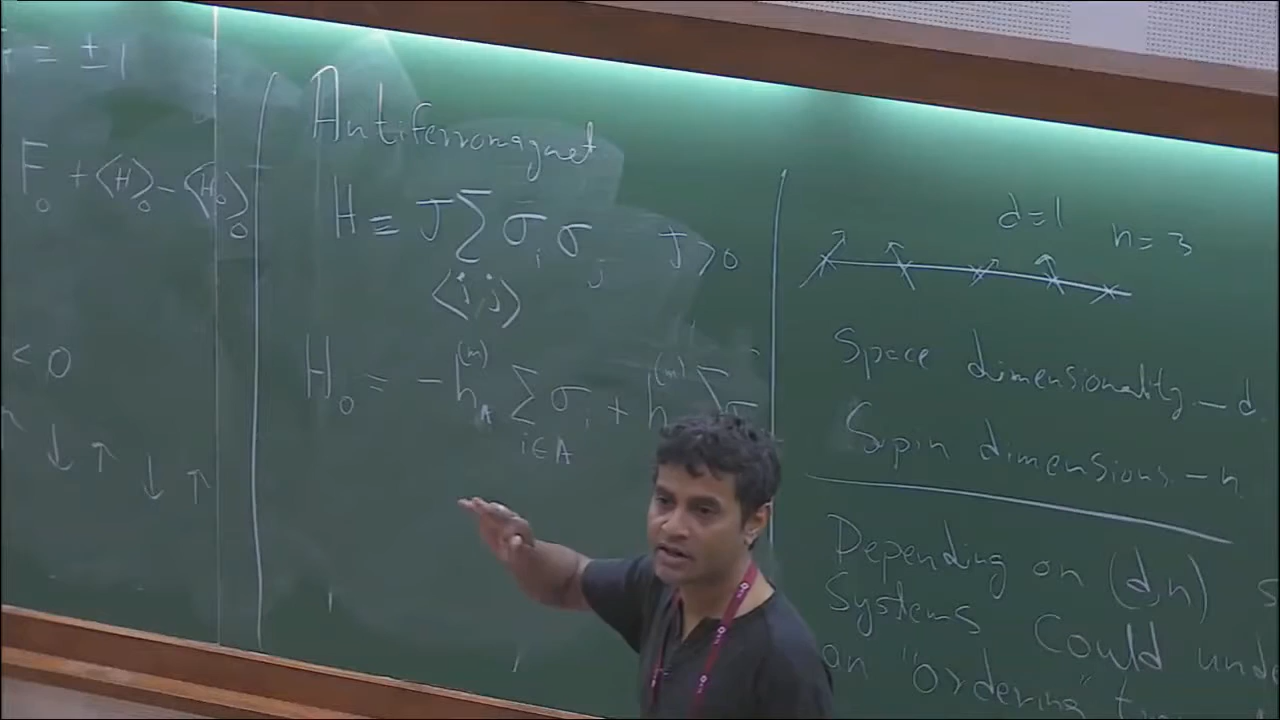 = ±1
F₀ + ⟨H⟩₀ - ⟨H₀⟩₀
< 0
↓ ↑ ↓ ↑
Antiferromagnet
H ≡ J ∑ σᵢ σⱼ J > 0
⟨i,j⟩
H₀ = - h_A^(m) ∑ σᵢ + h^(m) ∑ σ
i∈A
d=1 n=3
Space dimensionality - d
Spin dimensions - n
Depending on (d,n)
Systems Could
on "ordering"